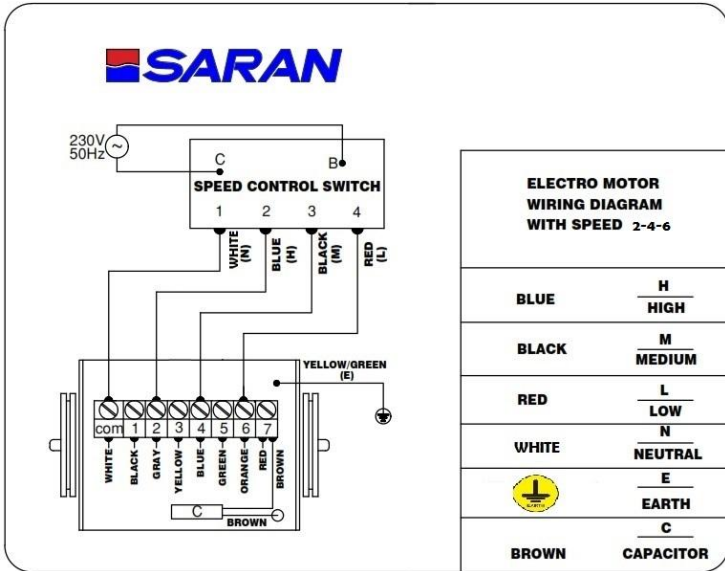 SARAN
230V
50Hz
~
C
B
SPEED CONTROL SWITCH
1 2 3 4
WHITE
(N)
BLUE
(H)
BLACK
(M)
RED
(L)
YELLOW/GREEN
(E)
com 1 2 3 4 5 6 7
WHITE
BLACK
GRAY
YELLOW
BLUE
GREEN
ORANGE
RED
BROWN
C
BROWN
ELECTRO MOTOR
WIRING DIAGRAM
WITH SPEED 2-4-6
BLUE
H
HIGH
BLACK
M
MEDIUM
RED
L
LOW
WHITE
N
NEUTRAL
E
EARTH
BROWN
C
CAPACITOR